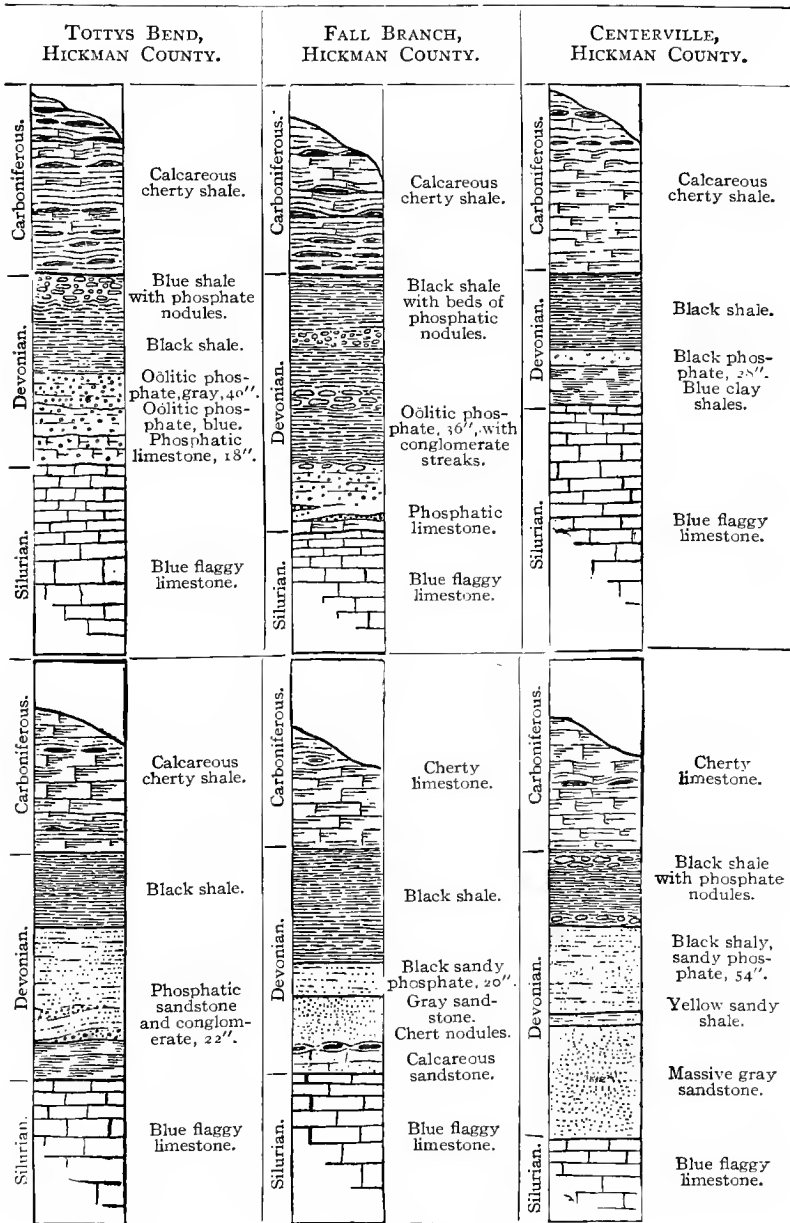 TOTTYS BEND,
HICKMAN COUNTY.
FALL BRANCH,
HICKMAN COUNTY.
CENTERVILLE,
HICKMAN COUNTY.
Carboniferous.
Calcareous
cherty shale.
Devonian.
Blue shale
with phosphate
nodules.
Black shale.
Oölitic phos-
phate, gray, 40".
Oölitic phos-
phate, blue.
Phosphatic
limestone, 18".
Silurian.
Blue flaggy
limestone.
Carboniferous.
Calcareous
cherty shale.
Devonian.
Black shale
with beds of
phosphatic
nodules.
Oölitic phos-
phate, 36", with
conglomerate
streaks.
Phosphatic
limestone.
Silurian.
Blue flaggy
limestone.
Carboniferous.
Calcareous
cherty shale.
Devonian.
Black shale.
Black phos-
phate, 28".
Blue clay
shales.
Silurian.
Blue flaggy
limestone.
Carboniferous.
Calcareous
cherty shale.
Devonian.
Black shale.
Phosphatic
sandstone
and conglom-
erate, 22".
Silurian.
Blue flaggy
limestone.
Carboniferous.
Cherty
limestone.
Devonian.
Black shale.
Black sandy
phosphate, 20".
Gray sand-
stone.
Chert nodules.
Calcareous
sandstone.
Silurian.
Blue flaggy
limestone.
Carboniferous.
Cherty
limestone.
Devonian.
Black shale
with phosphate
nodules.
Black shaly,
sandy phos-
phate, 54".
Yellow sandy
shale.
Massive gray
sandstone.
Silurian.
Blue flaggy
limestone.